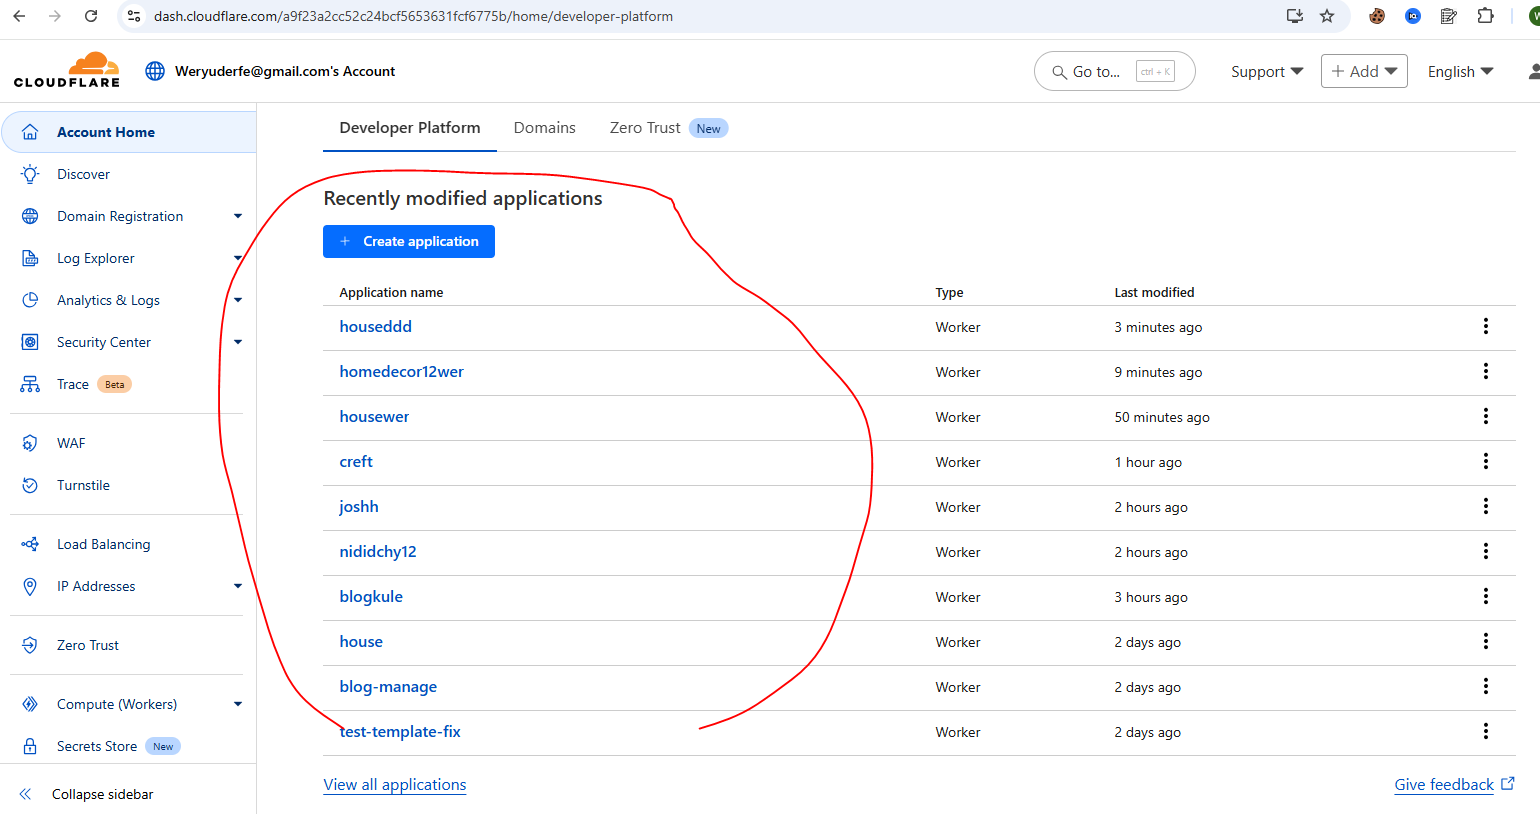 dash.cloudflare.com/a9f23a2cc52c24bcf5653631fcf6775b/home/developer-platform
CLOUDFLARE
Weryuderfe@gmail.com's Account
Go to... ctrl + K
Support
+ Add
English
Account Home
Discover
Domain Registration
Log Explorer
Analytics & Logs
Security Center
Trace Beta
WAF
Turnstile
Load Balancing
IP Addresses
Zero Trust
Compute (Workers)
Secrets Store New
Collapse sidebar
Developer Platform Domains Zero Trust New
Recently modified applications
+ Create application
Application name Type Last modified
houseddd Worker 3 minutes ago
homedecor12wer Worker 9 minutes ago
housewer Worker 50 minutes ago
creft Worker 1 hour ago
joshh Worker 2 hours ago
nididchy12 Worker 2 hours ago
blogkule Worker 3 hours ago
house Worker 2 days ago
blog-manage Worker 2 days ago
test-template-fix Worker 2 days ago
View all applications Give feedback